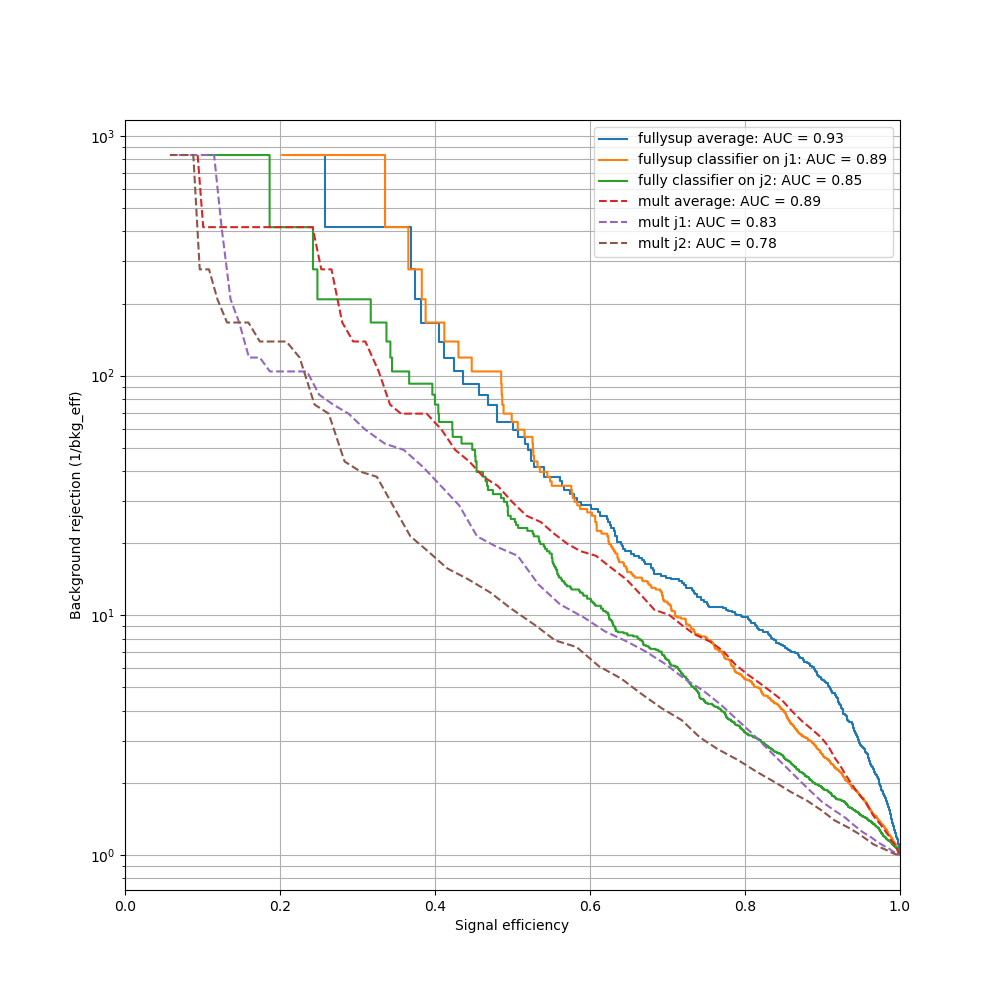 fullysup average: AUC = 0.93
fullysup classifier on j1: AUC = 0.89
fully classifier on j2: AUC = 0.85
mult average: AUC = 0.89
mult j1: AUC = 0.83
mult j2: AUC = 0.78
Background rejection (1/bkg_eff)
10³
10²
10¹
10⁰
0.0 0.2 0.4 0.6 0.8 1.0
Signal efficiency